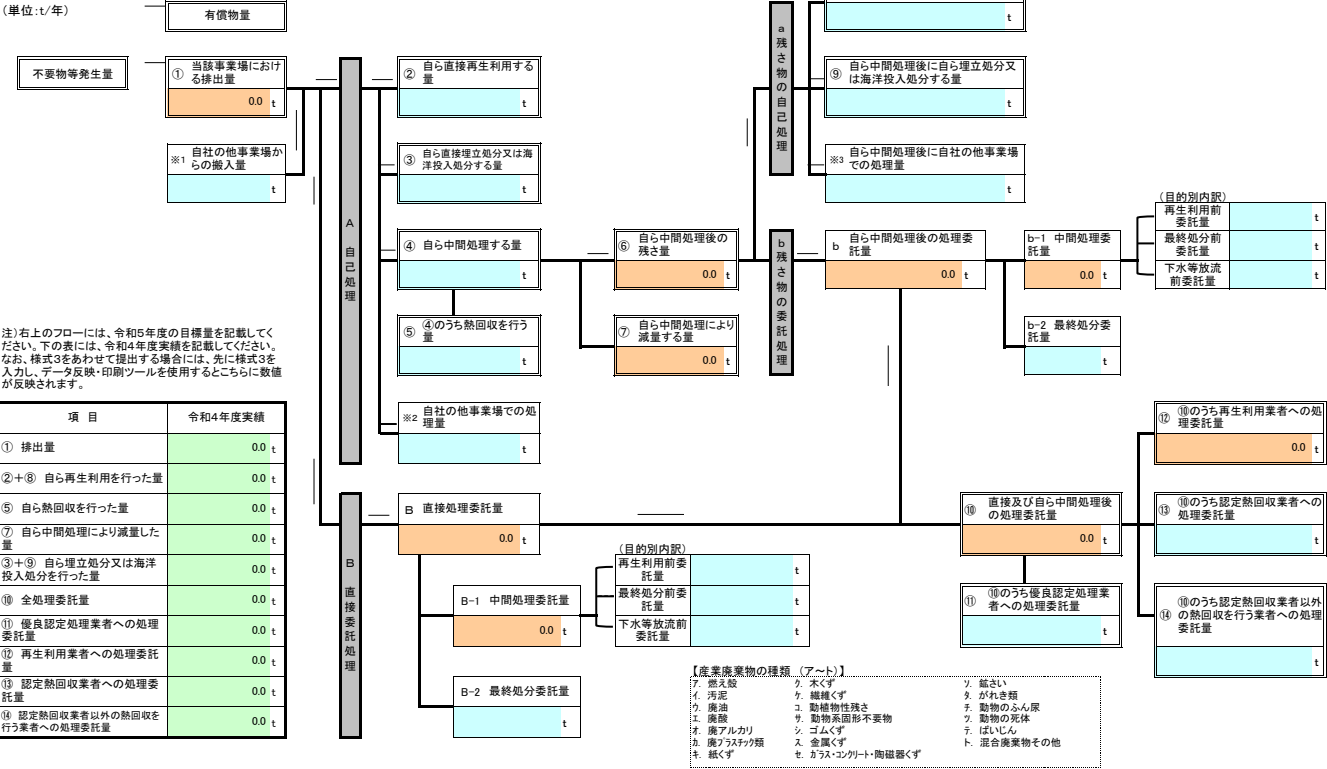 (単位:t/年)
有償物量
t
不要物等発生量
① 当該事業場におけ
る排出量
0.0 t
※1 自社の他事業場か
らの搬入量
t
A 自己処理
② 自ら直接再生利用する
量
t
③ 自ら直接埋立処分又は海
洋投入処分する量
t
④ 自ら中間処理する量
t
⑤ ④のうち熱回収を行う
量
t
※2 自社の他事業場での処
理量
t
⑥ 自ら中間処理後の
残さ量
0.0 t
⑦ 自ら中間処理により
減量する量
0.0 t
a 残さ物の自己処理
⑨ 自ら中間処理後に自ら埋立処分又
は海洋投入処分する量
t
※3 自ら中間処理後に自社の他事業場
での処理量
t
b 残さ物の委託処理
b 自ら中間処理後の処理委
託量
0.0 t
b-1 中間処理委
託量
0.0 t
b-2 最終処分委
託量
t
(目的別内訳)
再生利用前
委託量
t
最終処分前
委託量
t
下水等放流
前委託量
t
注)右上のフローには、令和5年度の目標量を記載してく
ださい。下の表には、令和4年度実績を記載してください。
なお、様式3をあわせて提出する場合には、先に様式3を
入力し、データ反映・印刷ツールを使用するとこちらに数値
が反映されます。
項 目 令和4年度実績
① 排出量 0.0 t
②+⑧ 自ら再生利用を行った量 0.0 t
⑤ 自ら熱回収を行った量 0.0 t
⑦ 自ら中間処理により減量した
量 0.0 t
③+⑨ 自ら埋立処分又は海洋
投入処分を行った量 0.0 t
⑩ 全処理委託量 0.0 t
⑪ 優良認定処理業者への処理
委託量 0.0 t
⑫ 再生利用業者への処理委託
量 0.0 t
⑬ 認定熱回収業者への処理委
託量 0.0 t
⑭ 認定熱回収業者以外の熱回収を
行う業者への処理委託量 0.0 t
B 直接委託処理
B 直接処理委託量
0.0 t
B-1 中間処理委託量
0.0 t
B-2 最終処分委託量
t
(目的別内訳)
再生利用前委
託量
t
最終処分前委
託量
t
下水等放流前
委託量
t
⑩ 直接及び自ら中間処理後
の処理委託量
0.0 t
⑪ ⑩のうち優良認定処理業
者への処理委託量
t
⑫ ⑩のうち再生利用業者への処
理委託量
0.0 t
⑬ ⑩のうち認定熱回収業者への
処理委託量
t
⑭ ⑩のうち認定熱回収業者以外
の熱回収を行う業者への処理
委託量
t
【産業廃棄物の種類 (ア~ト)】
ア. 燃え殻 ク. 木くず ソ. 鉱さい
イ. 汚泥 ケ. 繊維くず タ. がれき類
ウ. 廃油 コ. 動植物性残さ チ. 動物のふん尿
エ. 廃酸 サ. 動物系固形不要物 ツ. 動物の死体
オ. 廃アルカリ シ. ゴムくず テ. ばいじん
カ. 廃プラスチック類 ス. 金属くず ト. 混合廃棄物その他
キ. 紙くず セ. ガラス・コンクリート・陶磁器くず